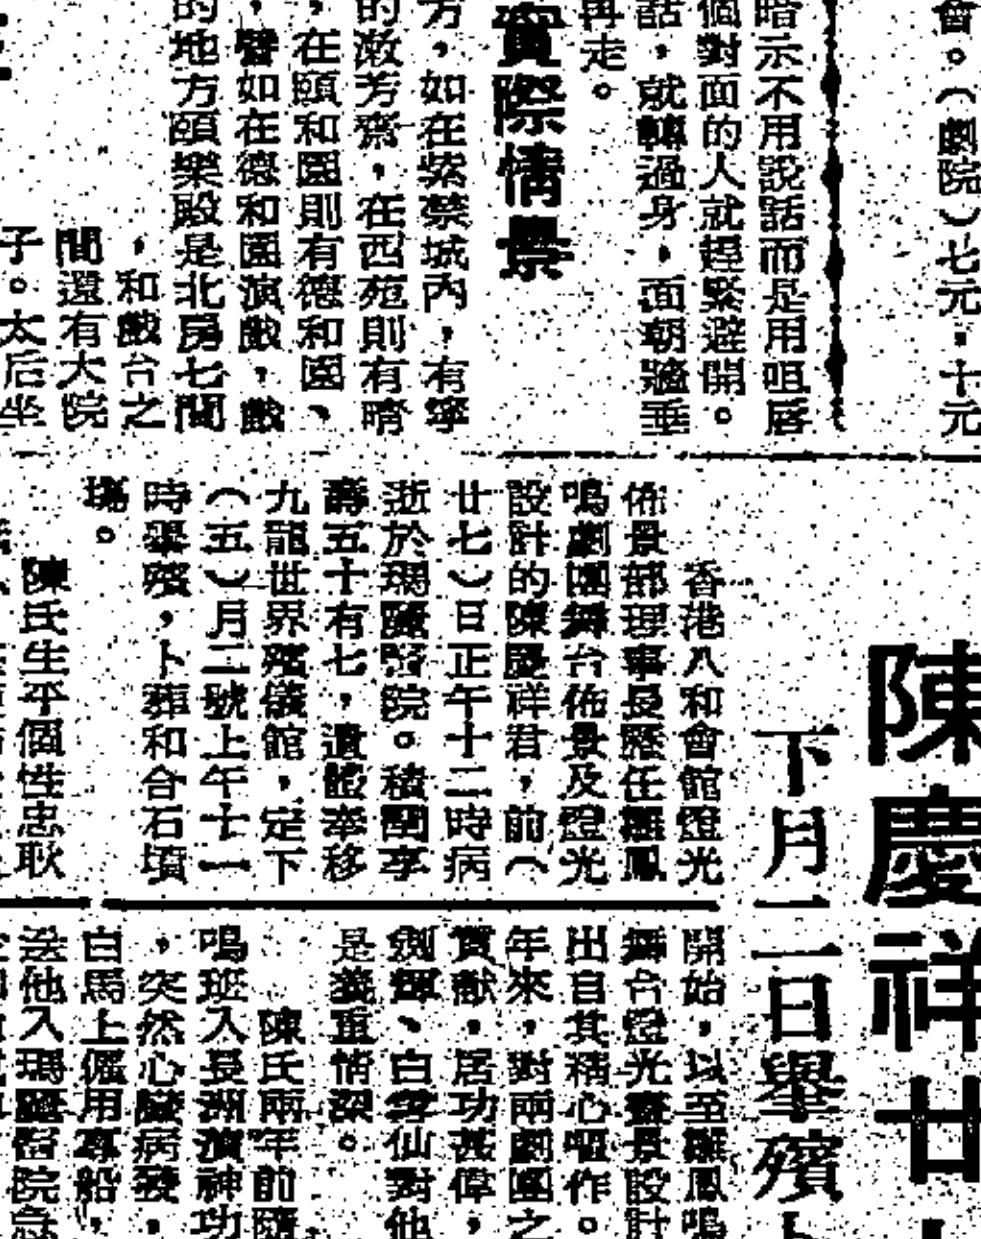 會。(劇院)七元,十元
暗示不用說話而是用咀唇
個對面的人就趕緊避開。
話,就轉過身,面朝牆垂
再走。
實際情景
方,如在紫禁城內,有寧
的漱芳齋,在西苑則有晴
,在頤和園則有德和園、
,譬如在德和園演戲,戲
的地方頤樂殿是北房七間
,和戲台之
間還有大院
子。太后坐
陳慶祥廿
下月二日舉殯
香港八和會館燈光
佈景部理事長歷任雛鳳
鳴劇團舞台佈景及燈光
設計的陳慶祥君,前(
廿七)日正午十二時病
逝於瑪麗醫院。積閏享
壽五十有七,遺體奉移
九龍世界殯儀館,定下
(五)月二號上午十一
時舉殯,卜葬和合石墳
塲。
陳氏生平個性忠耿
開始,以至雛鳳鳴
舞台燈光畫景設計
出自其精心嘔作。
年來,對兩劇團之
貢獻,居功甚偉,
劍輝、白雪仙對他
是義重情深。
陳氏兩年前隨
鳴班入長洲演神功
,突然心臟病發,
白馬上僱用專船,
送他入瑪麗醫院急